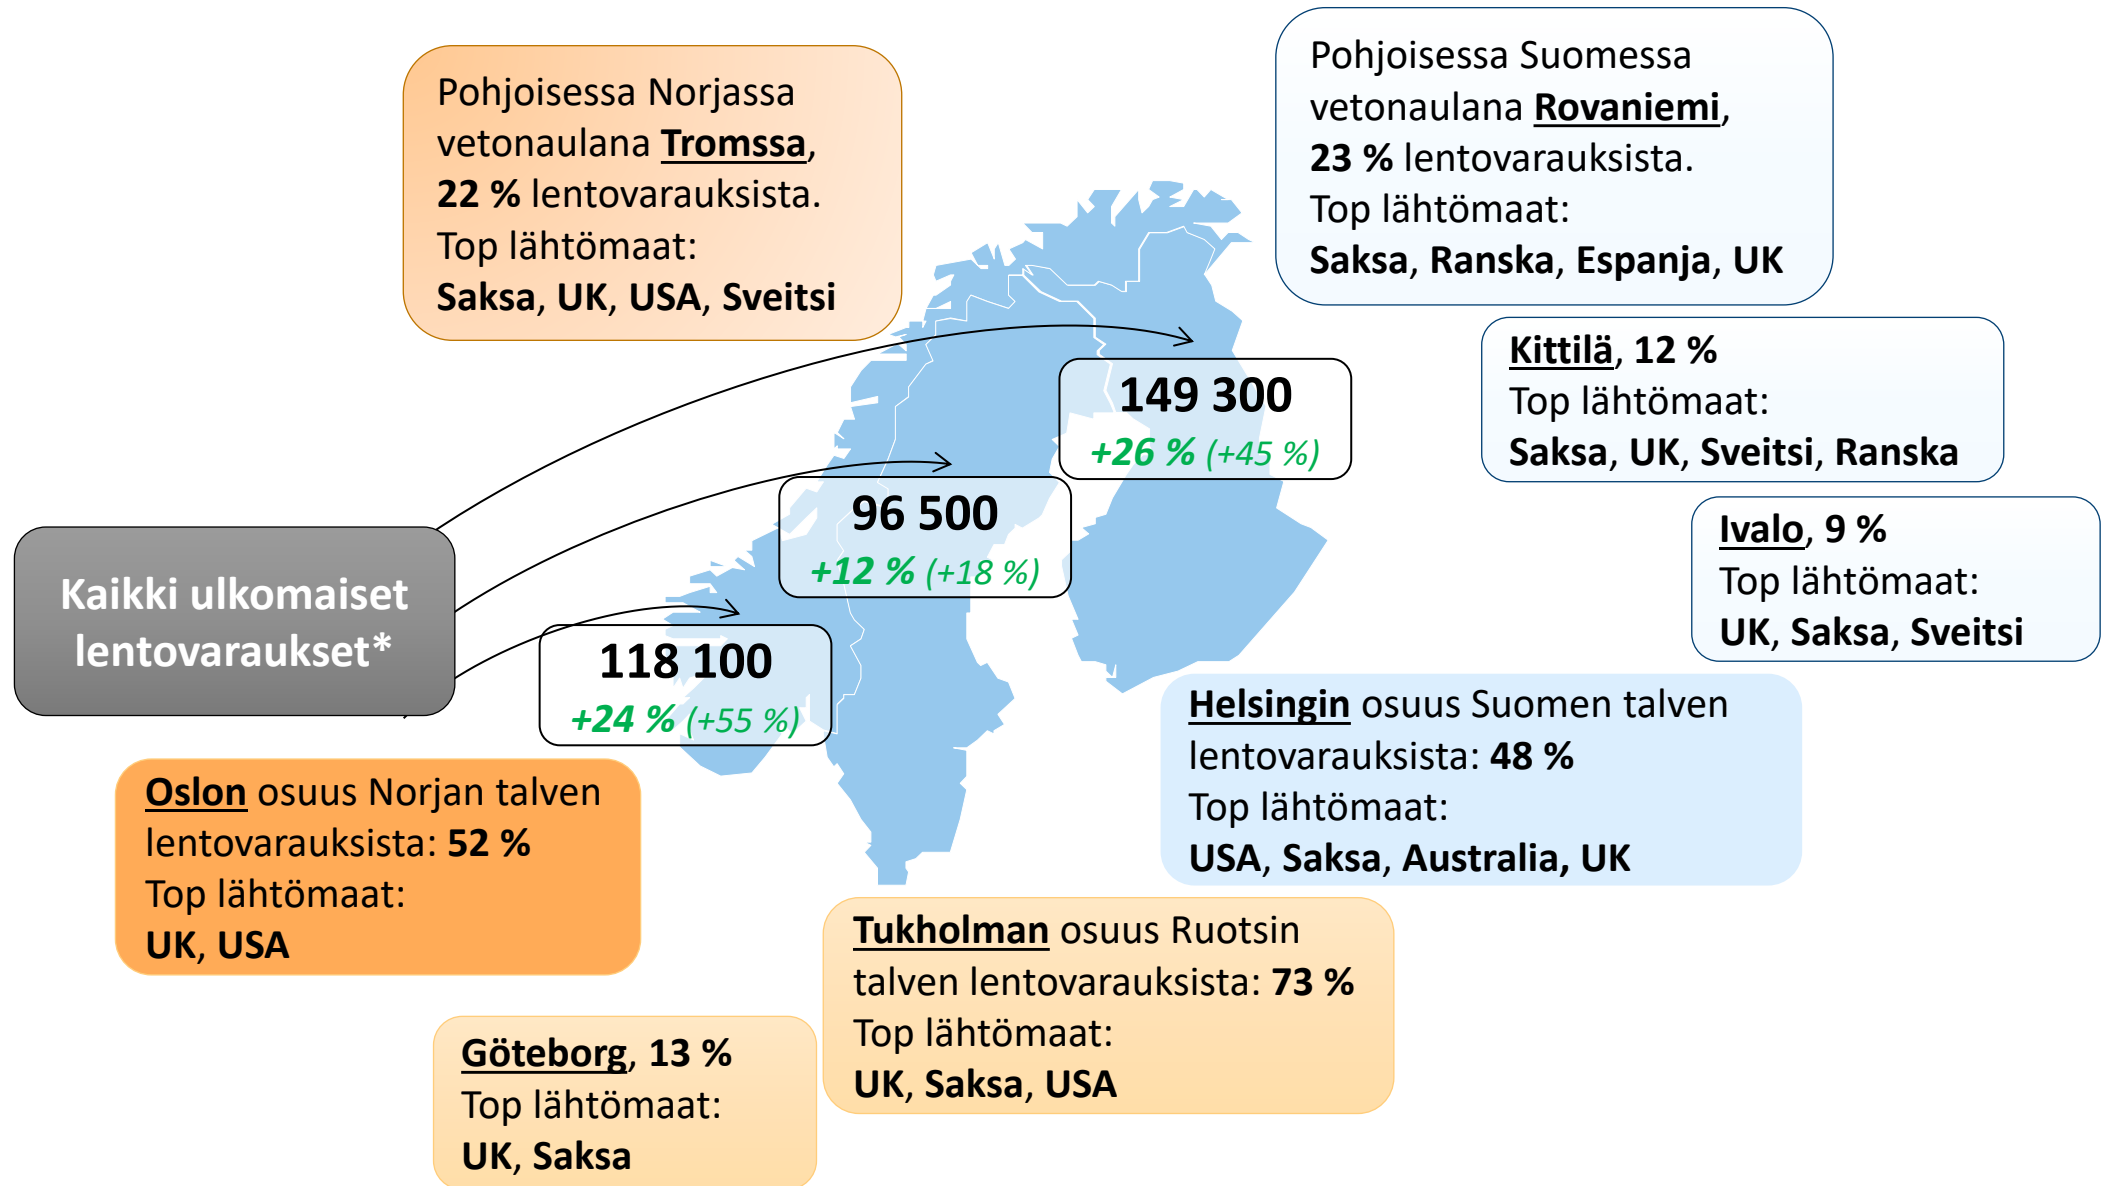 Pohjoisessa Norjassa
vetonaulana Tromssa,
22 % lentovarauksista.
Top lähtömaat:
Saksa, UK, USA, Sveitsi
Pohjoisessa Suomessa
vetonaulana Rovaniemi,
23 % lentovarauksista.
Top lähtömaat:
Saksa, Ranska, Espanja, UK
Kittilä, 12 %
Top lähtömaat:
Saksa, UK, Sveitsi, Ranska
149 300
+26 % (+45 %)
96 500
+12 % (+18 %)
Ivalo, 9 %
Top lähtömaat:
UK, Saksa, Sveitsi
Kaikki ulkomaiset
lentovaraukset*
118 100
+24 % (+55 %)
Helsingin osuus Suomen talven
lentovarauksista: 48 %
Top lähtömaat:
USA, Saksa, Australia, UK
Oslon osuus Norjan talven
lentovarauksista: 52 %
Top lähtömaat:
UK, USA
Tukholman osuus Ruotsin
talven lentovarauksista: 73 %
Top lähtömaat:
UK, Saksa, USA
Göteborg, 13 %
Top lähtömaat:
UK, Saksa